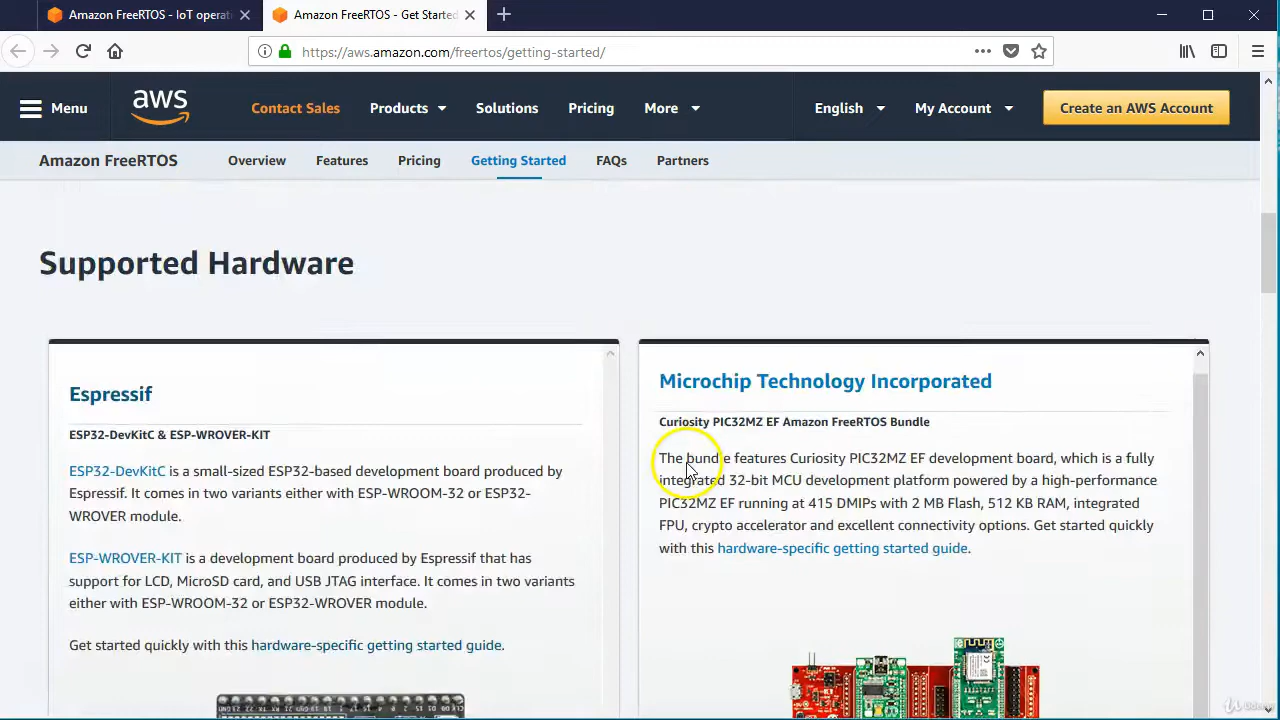 Amazon FreeRTOS - IoT operat
Amazon FreeRTOS - Get Started
https://aws.amazon.com/freertos/getting-started/
Menu
aws
Contact Sales
Products
Solutions
Pricing
More
English
My Account
Create an AWS Account
Amazon FreeRTOS
Overview
Features
Pricing
Getting Started
FAQs
Partners
Supported Hardware
Espressif
ESP32-DevKitC & ESP-WROVER-KIT
ESP32-DevKitC is a small-sized ESP32-based development board produced by
Espressif. It comes in two variants either with ESP-WROOM-32 or ESP32-
WROVER module.
ESP-WROVER-KIT is a development board produced by Espressif that has
support for LCD, MicroSD card, and USB JTAG interface. It comes in two variants
either with ESP-WROOM-32 or ESP32-WROVER module.
Get started quickly with this hardware-specific getting started guide.
Microchip Technology Incorporated
Curiosity PIC32MZ EF Amazon FreeRTOS Bundle
The bundle features Curiosity PIC32MZ EF development board, which is a fully
integrated 32-bit MCU development platform powered by a high-performance
PIC32MZ EF running at 415 DMIPs with 2 MB Flash, 512 KB RAM, integrated
FPU, crypto accelerator and excellent connectivity options. Get started quickly
with this hardware-specific getting started guide.
Udemy